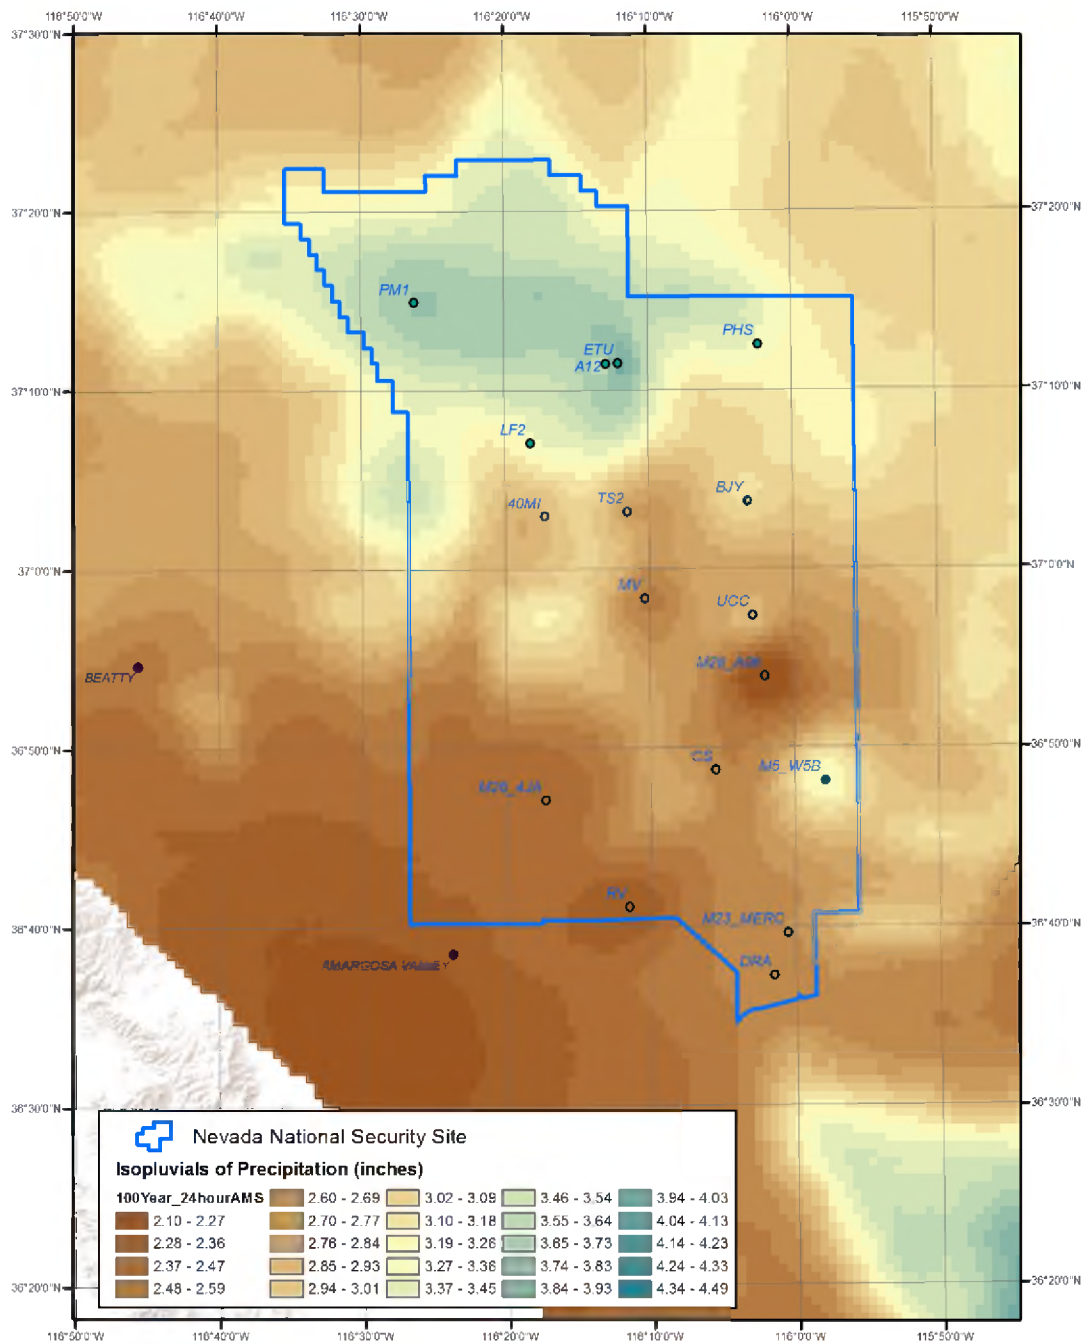 116°50'0"W 116°40'0"W 116°30'0"W 116°20'0"W 116°10'0"W 116°0'0"W 115°50'0"W
37°30'0"N 37°30'0"N
37°20'0"N 37°20'0"N
PM1
PHS
ETU
A12
37°10'0"N 37°10'0"N
LF2
BJY
TS2
40MI
37°0'0"N 37°0'0"N
MV
UCC
BEATTY
36°50'0"N 36°50'0"N
CS
M5_W5B
M26_4JA
RV
M23_MERC
36°40'0"N 36°40'0"N
DRA
AMARGOSA VALLEY
36°30'0"N 36°30'0"N
Nevada National Security Site
Isopluvials of Precipitation (inches)
100Year_24hourAMS
2.10 - 2.27
2.28 - 2.36
2.37 - 2.47
2.48 - 2.59
2.60 - 2.69
2.70 - 2.77
2.78 - 2.84
2.85 - 2.93
2.94 - 3.01
3.02 - 3.09
3.10 - 3.18
3.19 - 3.26
3.27 - 3.36
3.37 - 3.45
3.46 - 3.54
3.55 - 3.64
3.65 - 3.73
3.74 - 3.83
3.84 - 3.93
3.94 - 4.03
4.04 - 4.13
4.14 - 4.23
4.24 - 4.33
4.34 - 4.49
36°20'0"N 36°20'0"N
116°50'0"W 116°40'0"W 116°30'0"W 116°20'0"W 116°10'0"W 116°0'0"W 115°50'0"W